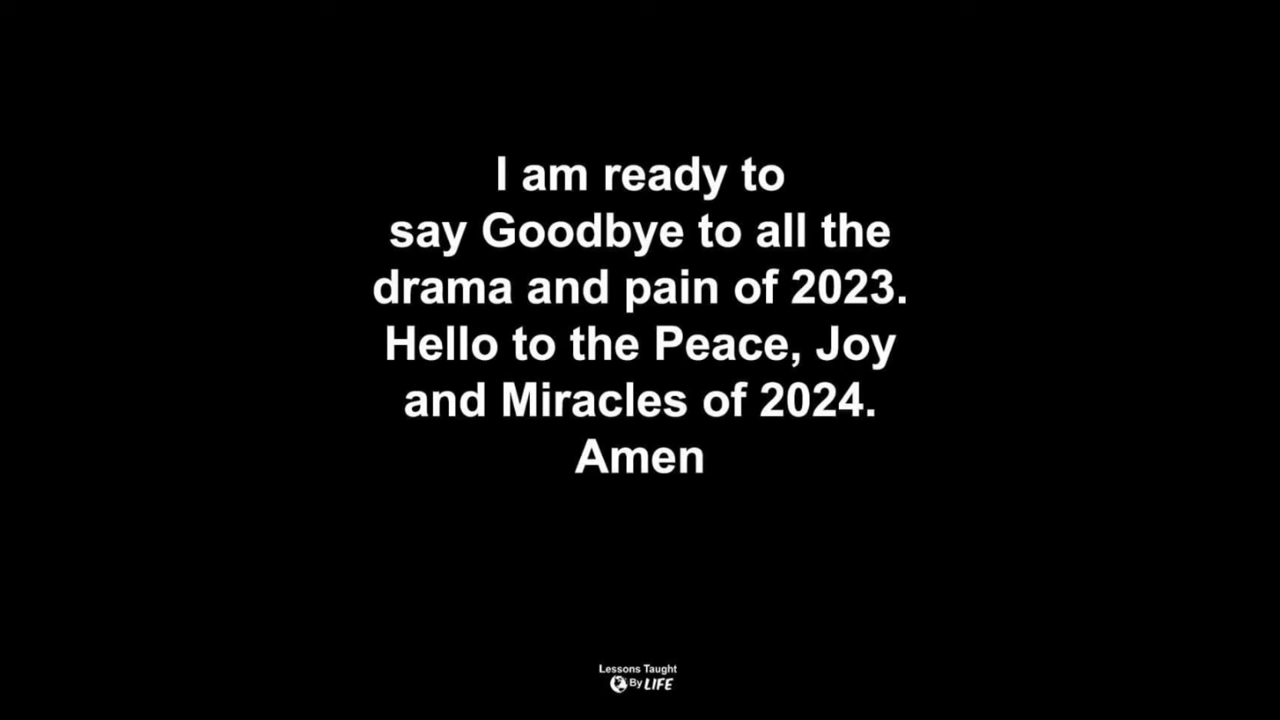 I am ready to
say Goodbye to all the
drama and pain of 2023.
Hello to the Peace, Joy
and Miracles of 2024.
Amen
Lessons Taught
By LIFE